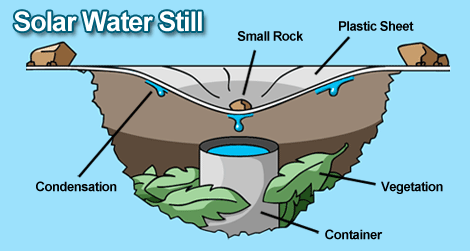 Solar Water Still
Small Rock
Plastic Sheet
Condensation
Vegetation
Container